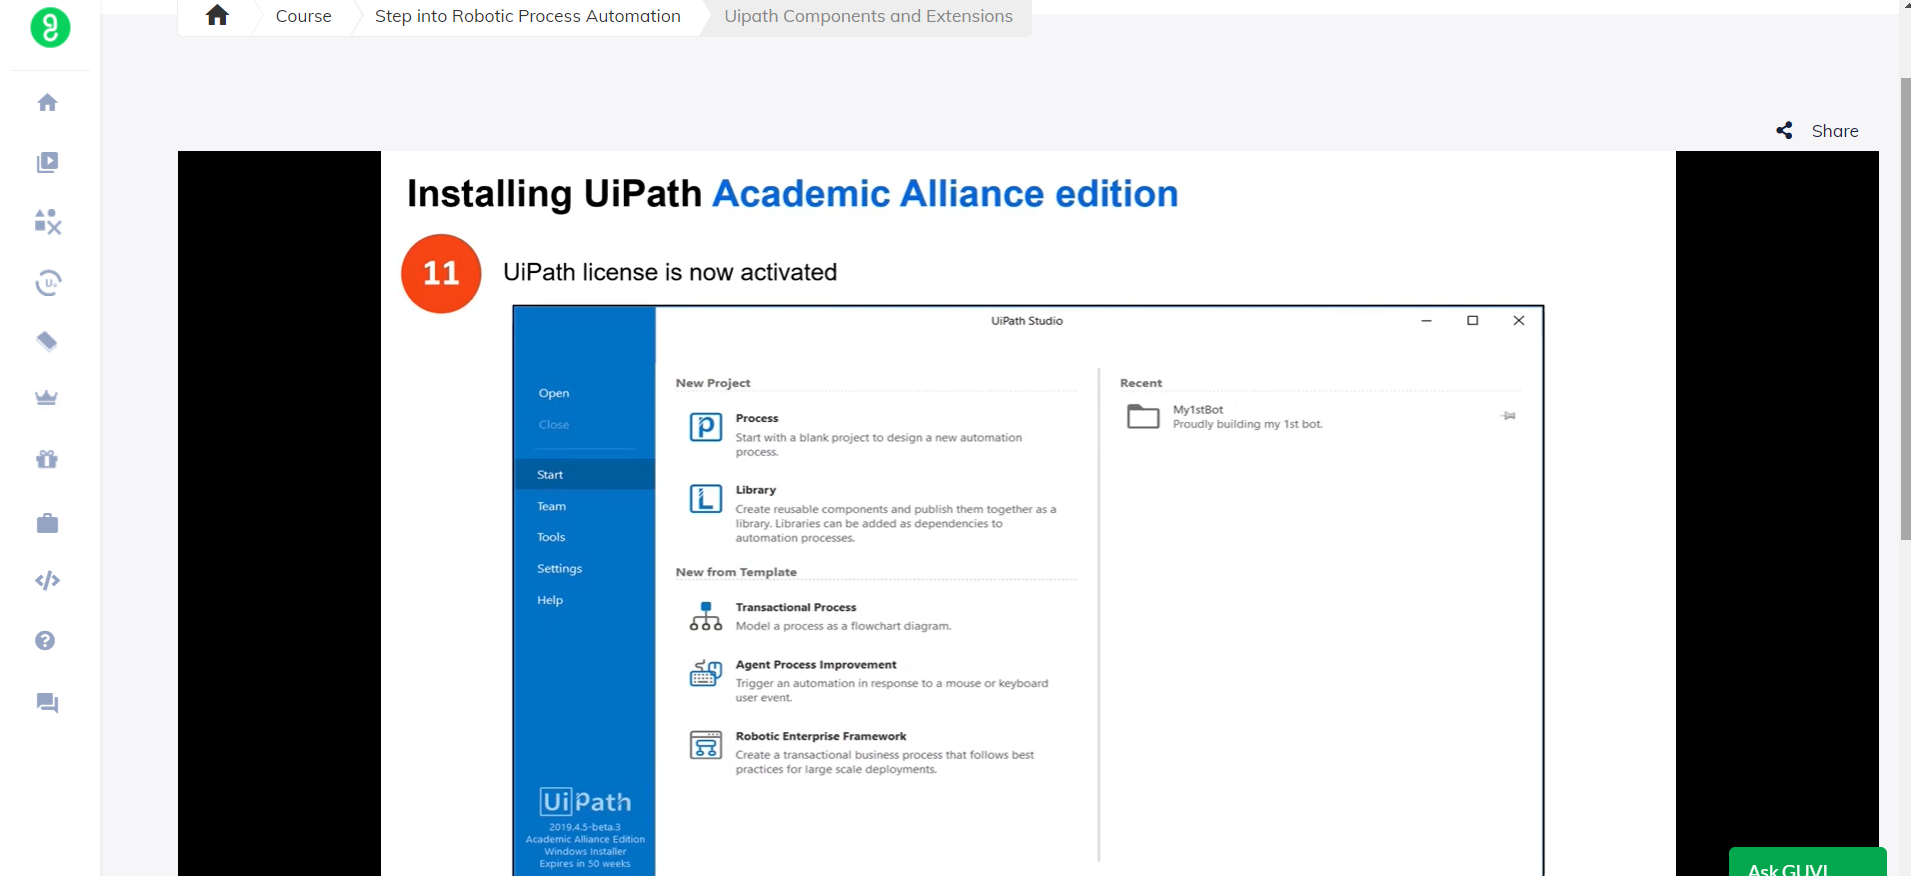 Course
Step into Robotic Process Automation
Uipath Components and Extensions
Share
Installing UiPath Academic Alliance edition
11
UiPath license is now activated
UiPath Studio
Open
Close
Start
Team
Tools
Settings
Help
New Project
Process
Start with a blank project to design a new automation
process.
Library
Create reusable components and publish them together as a
library. Libraries can be added as dependencies to
automation processes.
New from Template
Transactional Process
Model a process as a flowchart diagram.
Agent Process Improvement
Trigger an automation in response to a mouse or keyboard
user event.
Robotic Enterprise Framework
Create a transactional business process that follows best
practices for large scale deployments.
Recent
My1stBot
Proudly building my 1st bot.
UiPath
2019.4.5-beta.3
Academic Alliance Edition
Windows Installer
Expires in 50 weeks
Ask GUVI